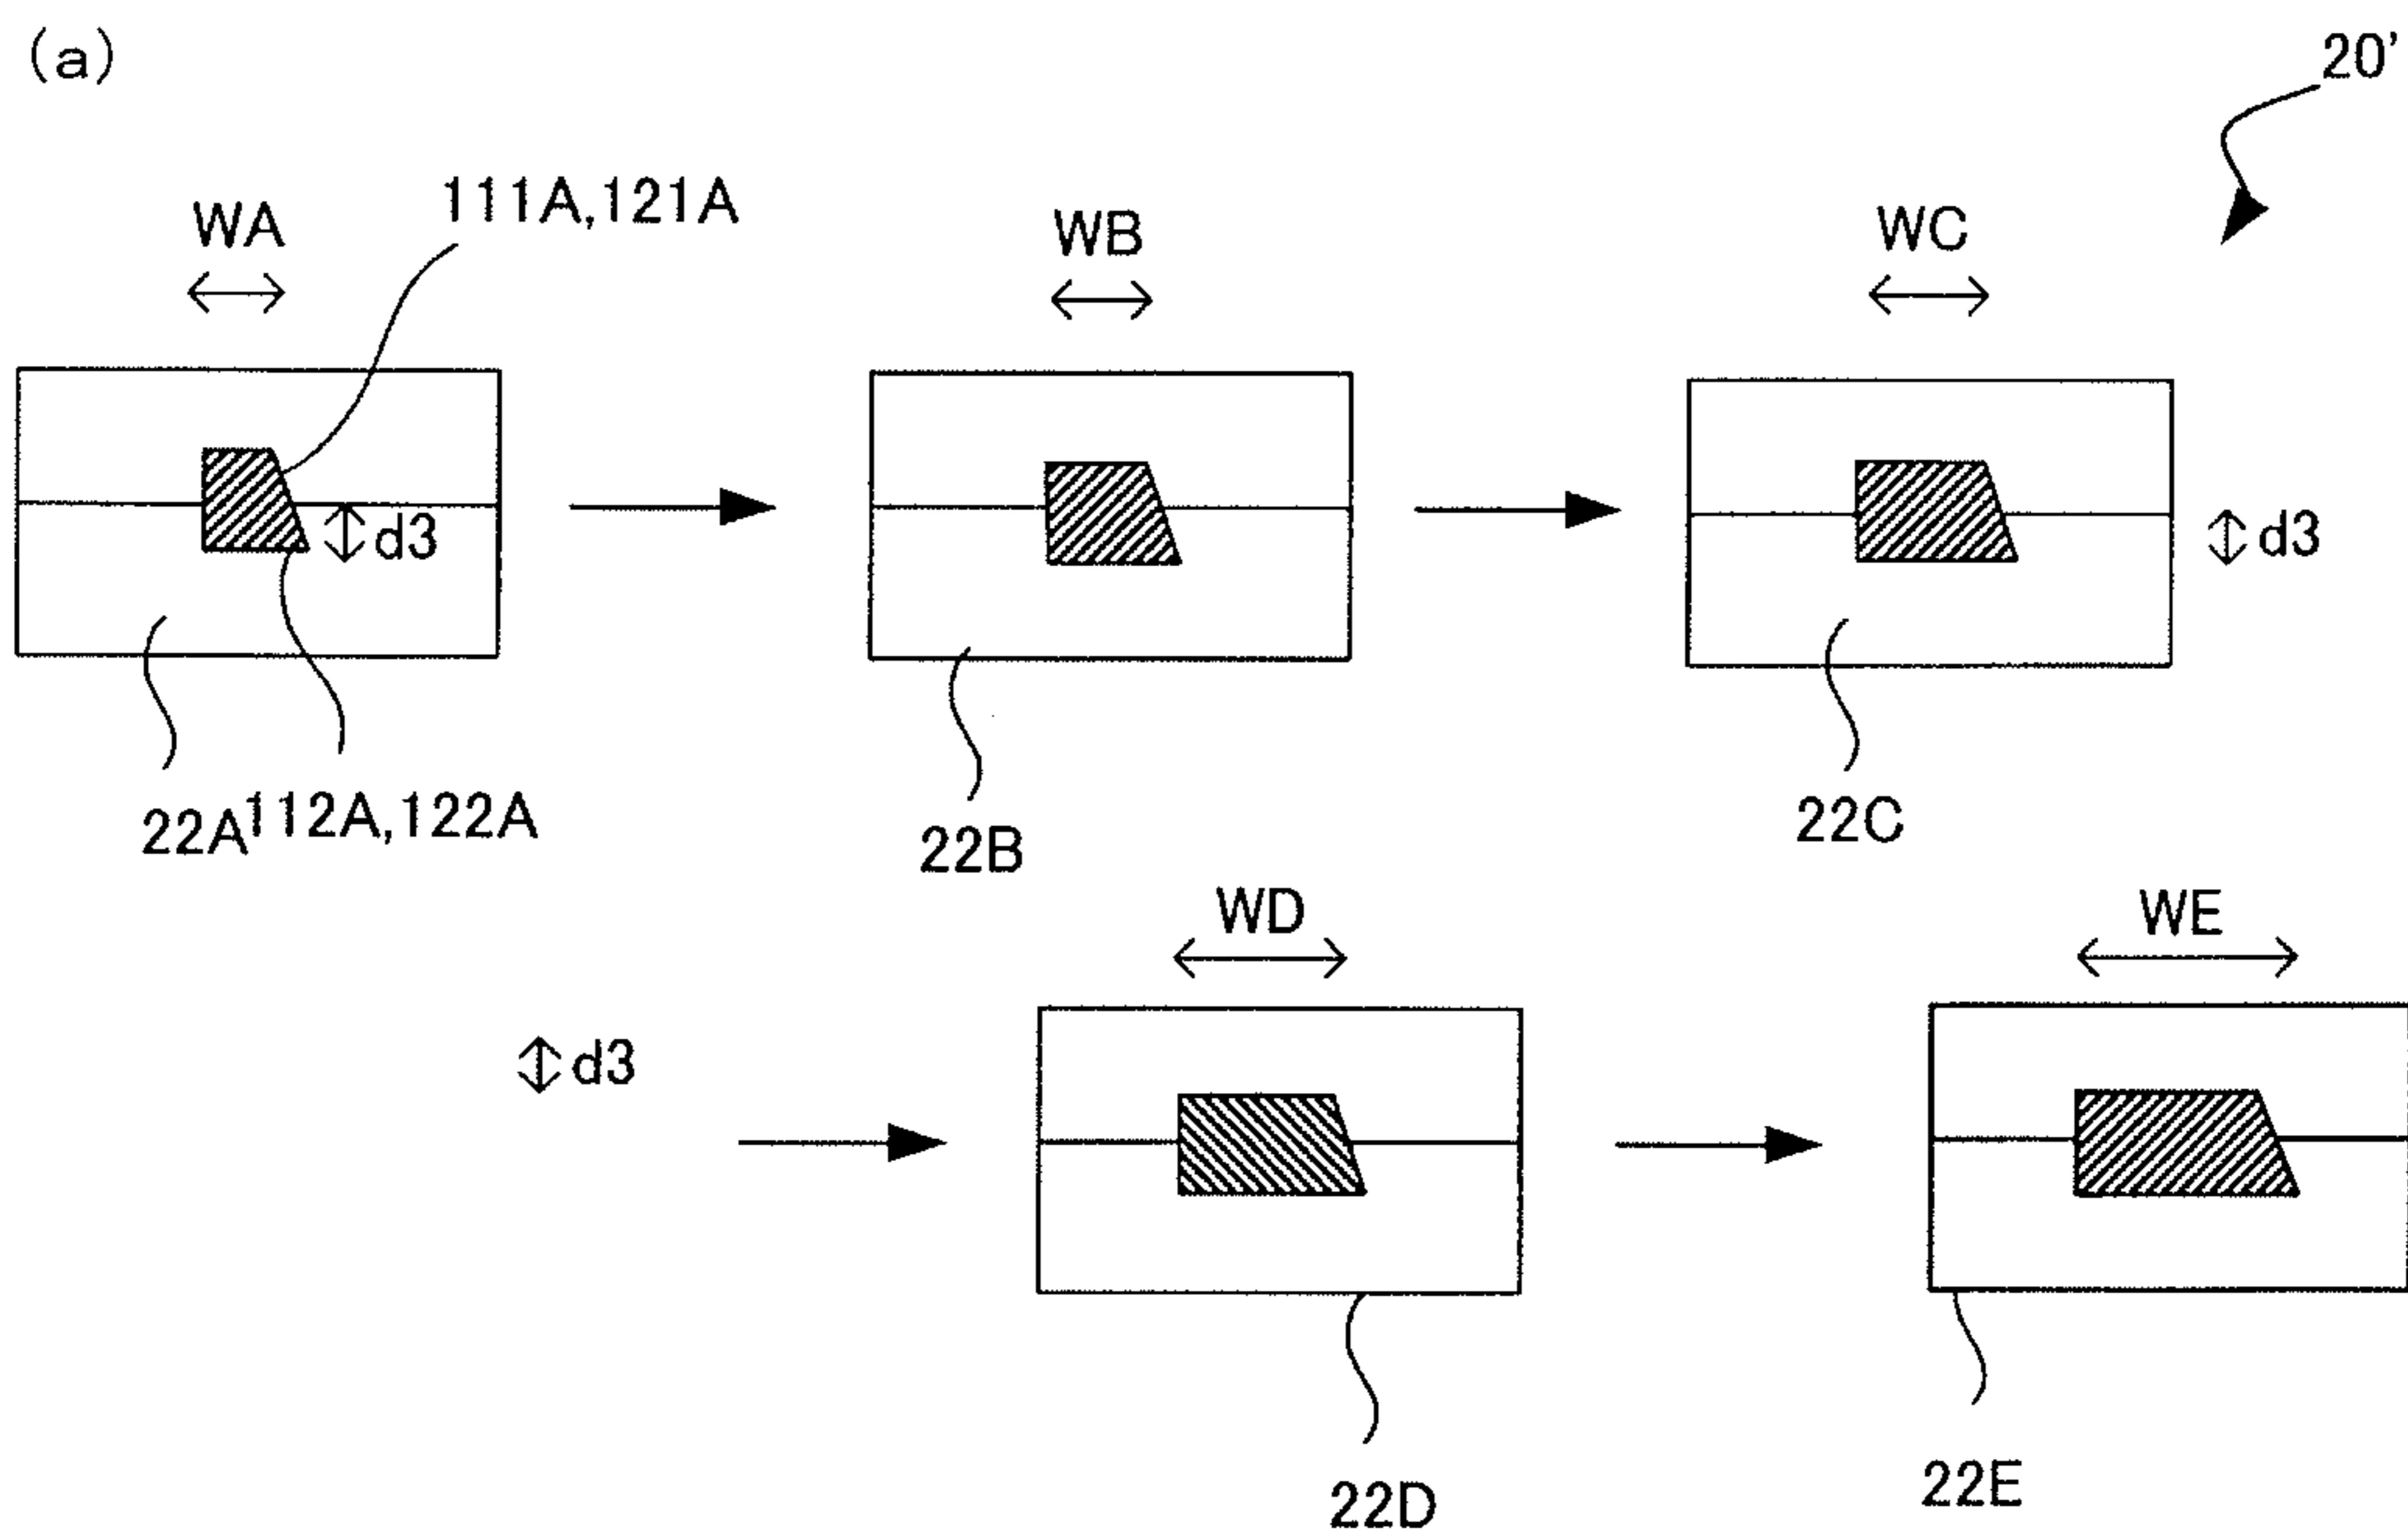 (a)
20'
WA
111A,121A
WB
WC
d3
d3
22A
112A,122A
22B
22C
WD
WE
d3
22D
22E